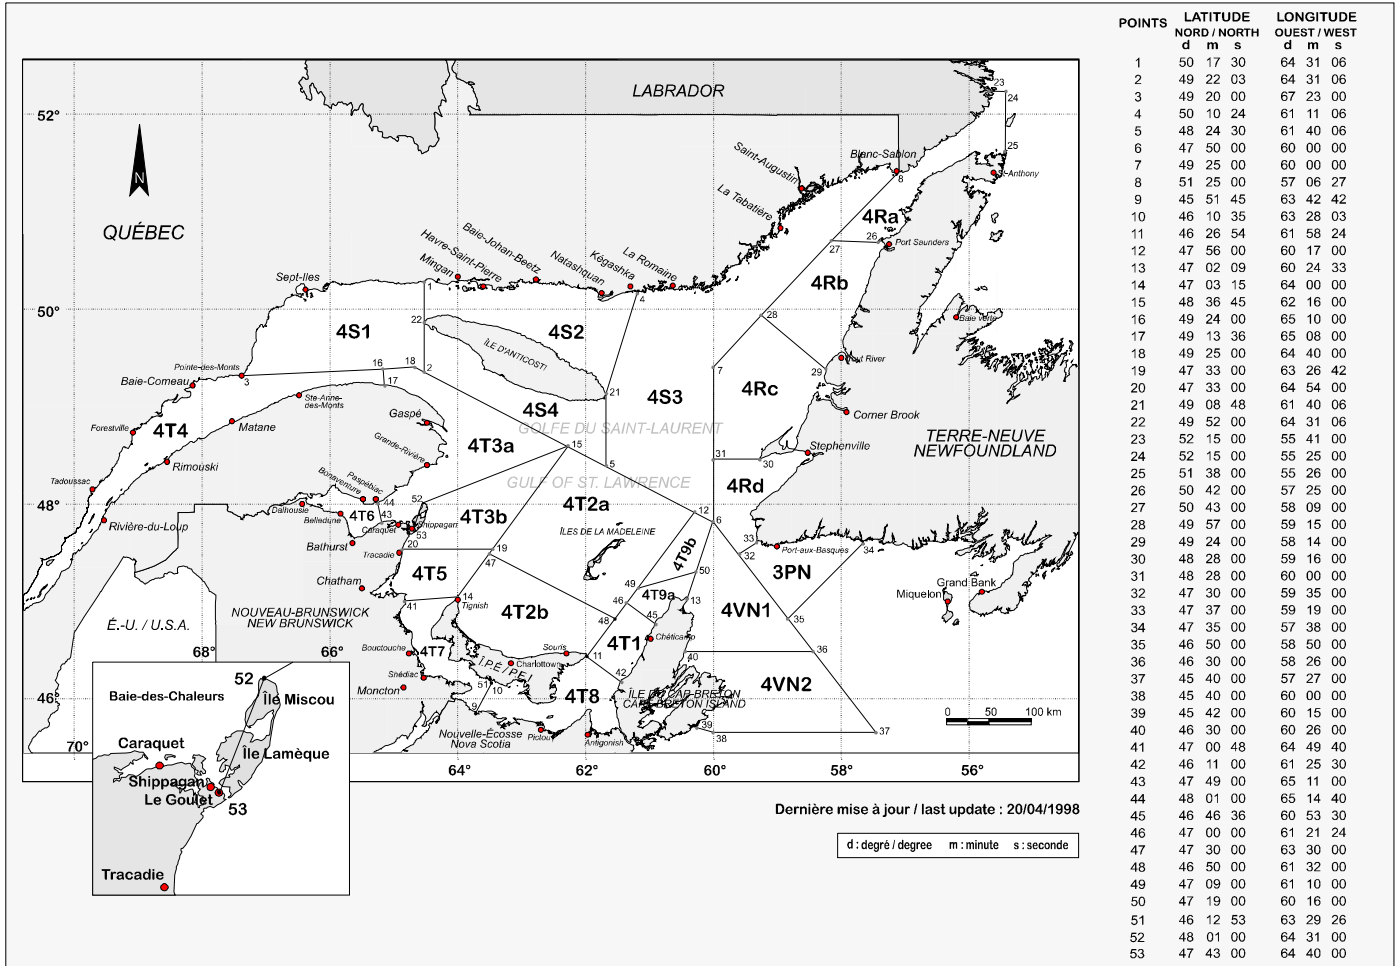 LABRADOR
52°
N
QUÉBEC
Saint-Augustin
La Tabatière
Blanc-Sablon
St-Anthony
4Ra
Port Saunders
Sept-Iles
Mingan
Havre-Saint-Pierre
Baie-Johan-Beetz
Natashquan
Kégashka
La Romaine
4Rb
50°
Baie verte
4S1
4S2
ÎLE D'ANTICOSTI
Pointe-des-Monts
Baie-Comeau
Ste-Anne-
des-Monts
4S3
4Rc
Corner Brook
Forestville
4T4
Matane
Gaspé
4S4
GOLFE DU SAINT-LAURENT
TERRE-NEUVE
NEWFOUNDLAND
Rimouski
Grande-Rivière
4T3a
Stephenville
Tadoussac
Bonaventure
Paspébiac
GULF OF ST. LAWRENCE
4Rd
48°
Dalhousie
4T6
4T3b
4T2a
Rivière-du-Loup
Belledune
Caraquet
Shippagan
ÎLES DE LA MADELEINE
Bathurst
Tracadie
4T9b
Port-aux-Basques
Chatham
4T5
3PN
Grand Bank
Miquelon
NOUVEAU-BRUNSWICK
NEW BRUNSWICK
Tignish
4T2b
4T9a
4VN1
É.-U. / U.S.A.
Bouctouche
4T7
Souris
4T1
Chéticamp
68°
66°
Shédiac
Î.P.É / P.E.I
Charlottown
Moncton
4T8
ÎLE DU CAP-BRETON
CAPE BRETON ISLAND
4VN2
46°
Nouvelle-Écosse
Nova Scotia
Pictou
Antigonish
0 50 100 km
70°
64°
62°
60°
58°
56°
52
Baie-des-Chaleurs
Île Miscou
Caraquet
Île Lamèque
Shippagan
Le Goulet
53
Tracadie
Dernière mise à jour / last update : 20/04/1998
d : degré / degree m : minute s : seconde
POINTS LATITUDE LONGITUDE
NORD / NORTH OUEST / WEST
d m s d m s
1 50 17 30 64 31 06
2 49 22 03 64 31 06
3 49 20 00 67 23 00
4 50 10 24 61 11 06
5 48 24 30 61 40 06
6 47 50 00 60 00 00
7 49 25 00 60 00 00
8 51 25 00 57 06 27
9 45 51 45 63 42 42
10 46 10 35 63 28 03
11 46 26 54 61 58 24
12 47 56 00 60 17 00
13 47 02 09 60 24 33
14 47 03 15 64 00 00
15 48 36 45 62 16 00
16 49 24 00 65 10 00
17 49 13 36 65 08 00
18 49 25 00 64 40 00
19 47 33 00 63 26 42
20 47 33 00 64 54 00
21 49 08 48 61 40 06
22 49 52 00 64 31 06
23 52 15 00 55 41 00
24 52 15 00 55 25 00
25 51 38 00 55 26 00
26 50 42 00 57 25 00
27 50 43 00 58 09 00
28 49 57 00 59 15 00
29 49 24 00 58 14 00
30 48 28 00 59 16 00
31 48 28 00 60 00 00
32 47 30 00 59 35 00
33 47 37 00 59 19 00
34 47 35 00 57 38 00
35 46 50 00 58 50 00
36 46 30 00 58 26 00
37 45 40 00 57 27 00
38 45 40 00 60 00 00
39 45 42 00 60 15 00
40 46 30 00 60 26 00
41 47 00 48 64 49 40
42 46 11 00 61 25 30
43 47 49 00 65 11 00
44 48 01 00 65 14 40
45 46 46 36 60 53 30
46 47 00 00 61 21 24
47 47 30 00 63 30 00
48 46 50 00 61 32 00
49 47 09 00 61 10 00
50 47 19 00 60 16 00
51 46 12 53 63 29 26
52 48 01 00 64 31 00
53 47 43 00 64 40 00